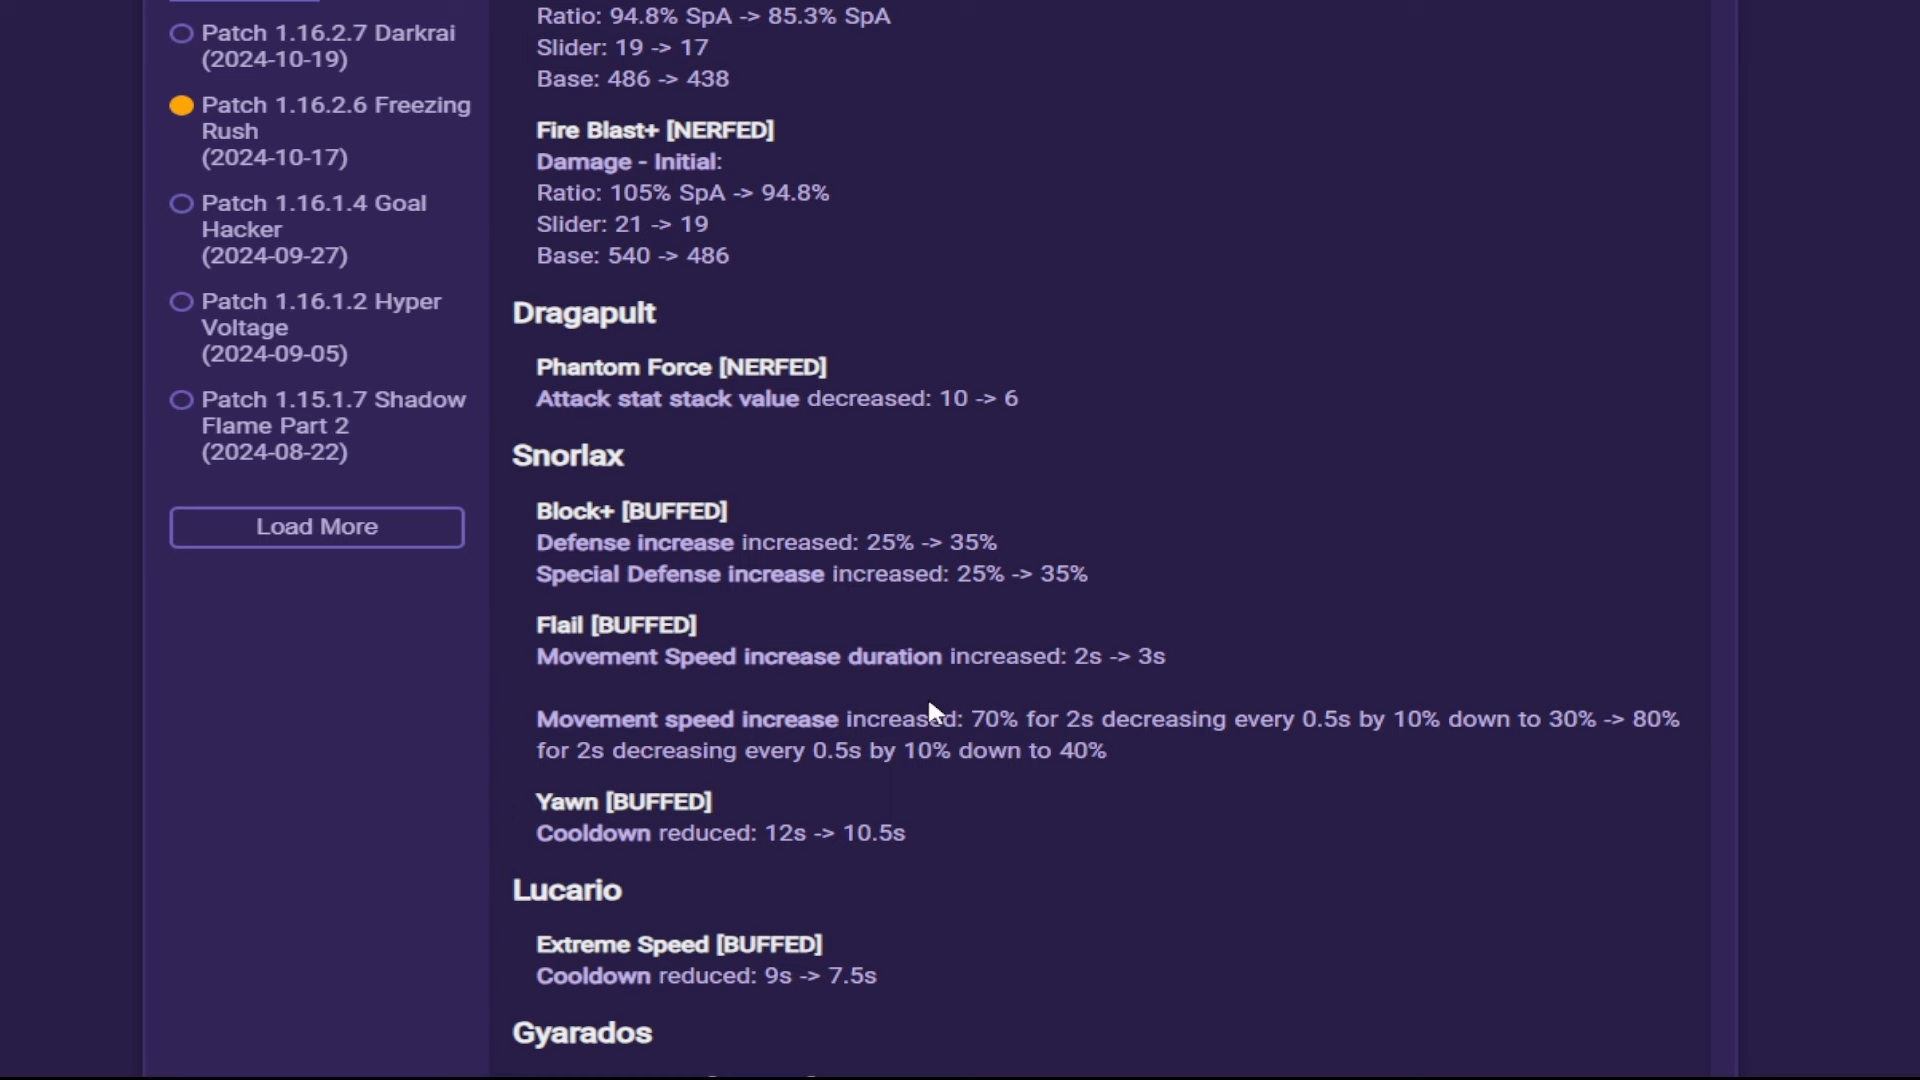 Patch 1.16.2.7 Darkrai
(2024-10-19)
Patch 1.16.2.6 Freezing
Rush
(2024-10-17)
Patch 1.16.1.4 Goal
Hacker
(2024-09-27)
Patch 1.16.1.2 Hyper
Voltage
(2024-09-05)
Patch 1.15.1.7 Shadow
Flame Part 2
(2024-08-22)
Load More
Ratio: 94.8% SpA -> 85.3% SpA
Slider: 19 -> 17
Base: 486 -> 438
Fire Blast+ [NERFED]
Damage - Initial:
Ratio: 105% SpA -> 94.8%
Slider: 21 -> 19
Base: 540 -> 486
Dragapult
Phantom Force [NERFED]
Attack stat stack value decreased: 10 -> 6
Snorlax
Block+ [BUFFED]
Defense increase increased: 25% -> 35%
Special Defense increase increased: 25% -> 35%
Flail [BUFFED]
Movement Speed increase duration increased: 2s -> 3s
Movement speed increase increased: 70% for 2s decreasing every 0.5s by 10% down to 30% -> 80%
for 2s decreasing every 0.5s by 10% down to 40%
Yawn [BUFFED]
Cooldown reduced: 12s -> 10.5s
Lucario
Extreme Speed [BUFFED]
Cooldown reduced: 9s -> 7.5s
Gyarados